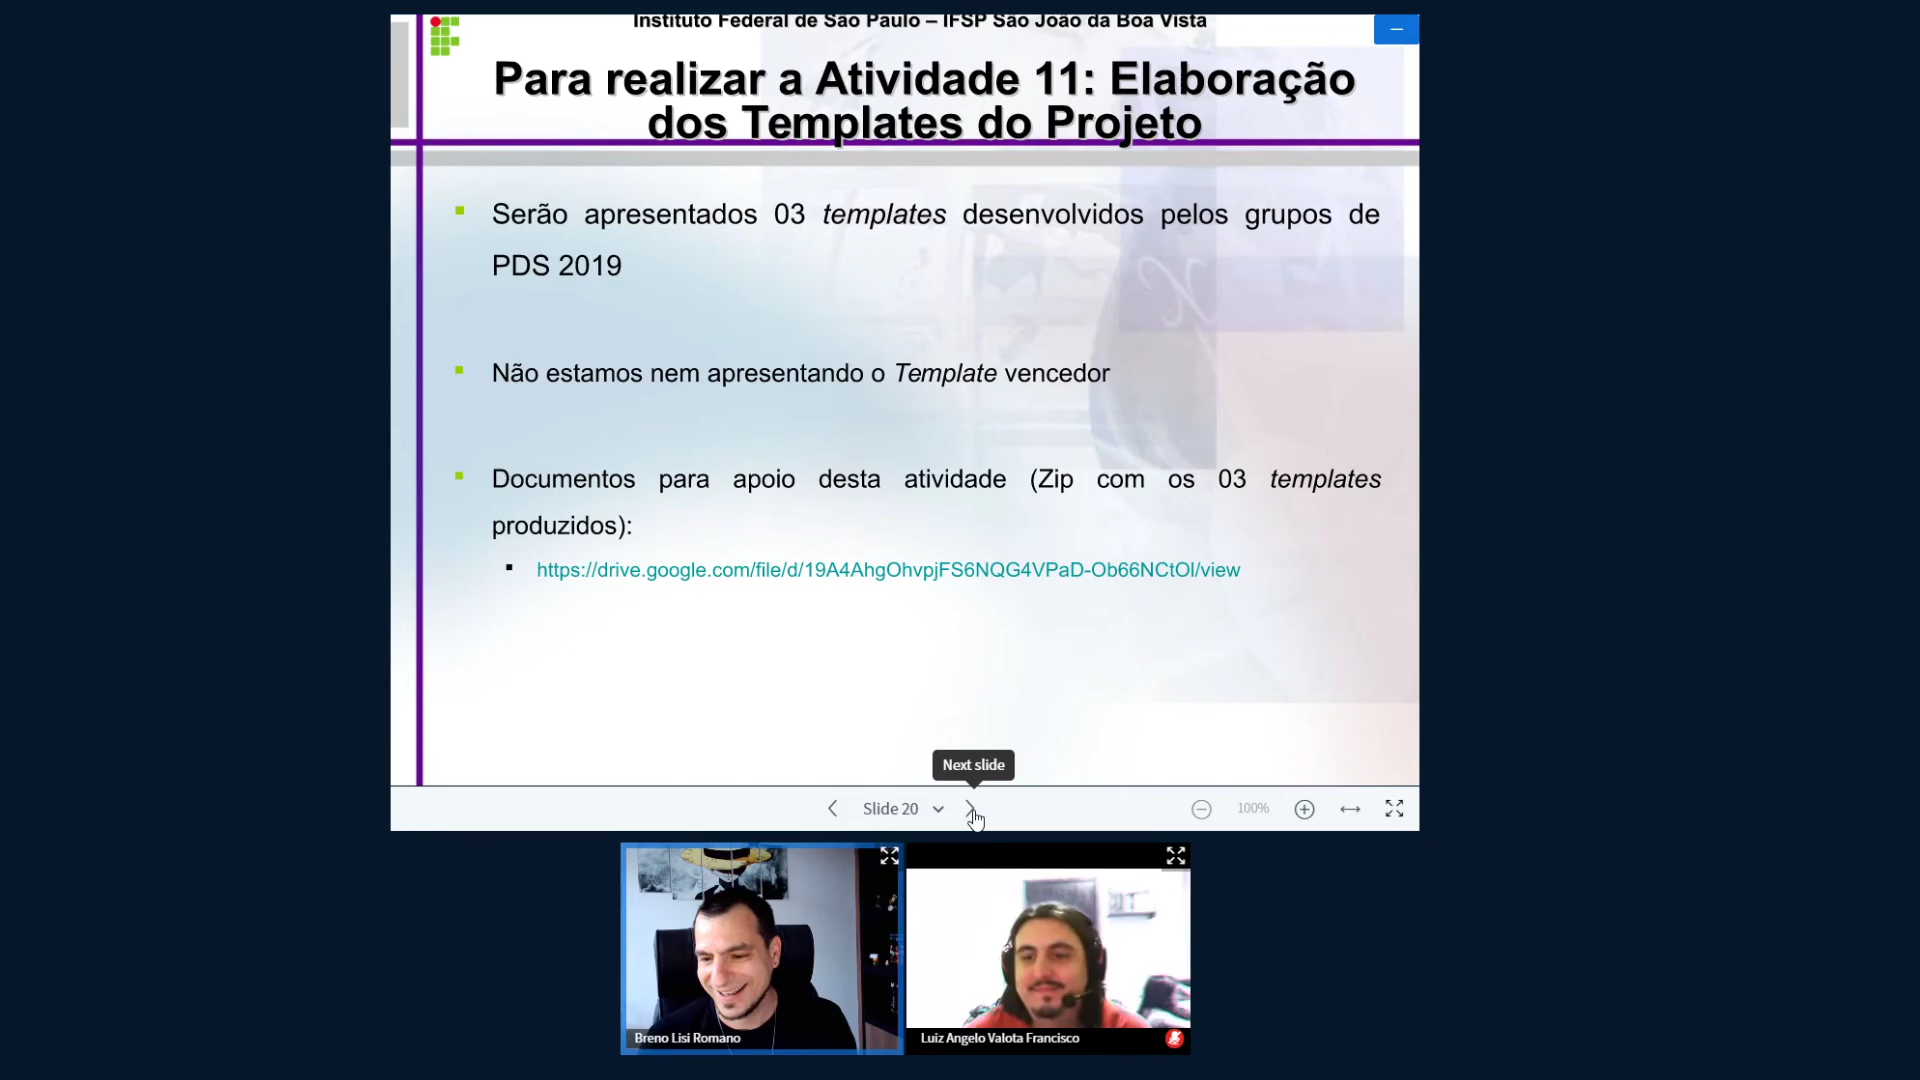 Instituto Federal de São Paulo – IFSP São João da Boa Vista
Para realizar a Atividade 11: Elaboração
dos Templates do Projeto
Serão apresentados 03 templates desenvolvidos pelos grupos de
PDS 2019
Não estamos nem apresentando o Template vencedor
Documentos para apoio desta atividade (Zip com os 03 templates
produzidos):
https://drive.google.com/file/d/19A4AhgOhvpjFS6NQG4VPaD-Ob66NCtOl/view
Next slide
Slide 20
100%
Breno Lisi Romano
Luiz Angelo Valota Francisco